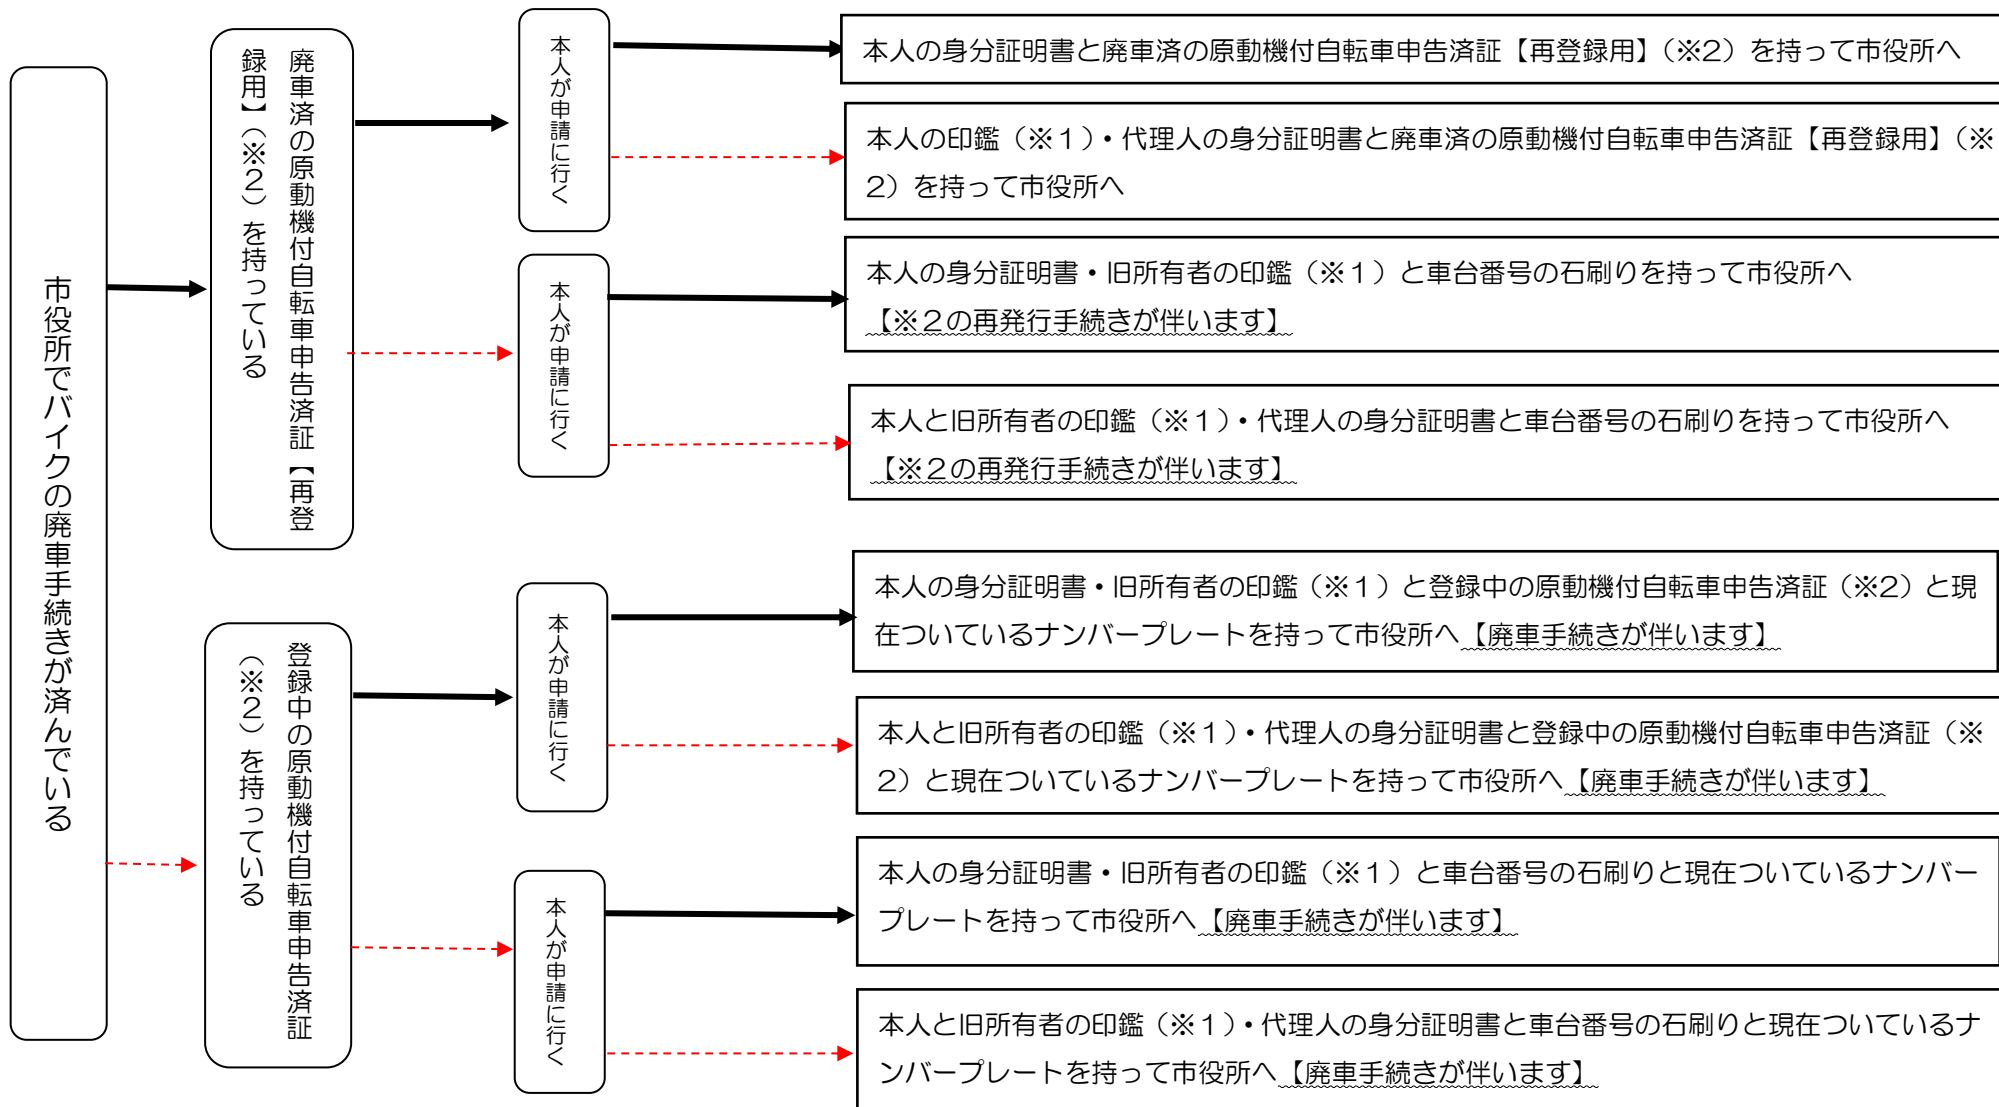 市役所でバイクの廃車手続きが済んでいる
廃車済の原動機付自転車申告済証【再登
録用】（※２）を持っている
本人が申請に行く
本人の身分証明書と廃車済の原動機付自転車申告済証【再登録用】（※2）を持って市役所へ
本人の印鑑（※１）・代理人の身分証明書と廃車済の原動機付自転車申告済証【再登録用】（※
2）を持って市役所へ
本人が申請に行く
本人の身分証明書・旧所有者の印鑑（※１）と車台番号の石刷りを持って市役所へ
【※２の再発行手続きが伴います】
本人と旧所有者の印鑑（※１）・代理人の身分証明書と車台番号の石刷りを持って市役所へ
【※２の再発行手続きが伴います】
登録中の原動機付自転車申告済証
（※２）を持っている
本人が申請に行く
本人の身分証明書・旧所有者の印鑑（※１）と登録中の原動機付自転車申告済証（※2）と現
在ついているナンバープレートを持って市役所へ【廃車手続きが伴います】
本人と旧所有者の印鑑（※１）・代理人の身分証明書と登録中の原動機付自転車申告済証（※
2）と現在ついているナンバープレートを持って市役所へ【廃車手続きが伴います】
本人が申請に行く
本人の身分証明書・旧所有者の印鑑（※１）と車台番号の石刷りと現在ついているナンバー
プレートを持って市役所へ【廃車手続きが伴います】
本人と旧所有者の印鑑（※１）・代理人の身分証明書と車台番号の石刷りと現在ついているナ
ンバープレートを持って市役所へ【廃車手続きが伴います】